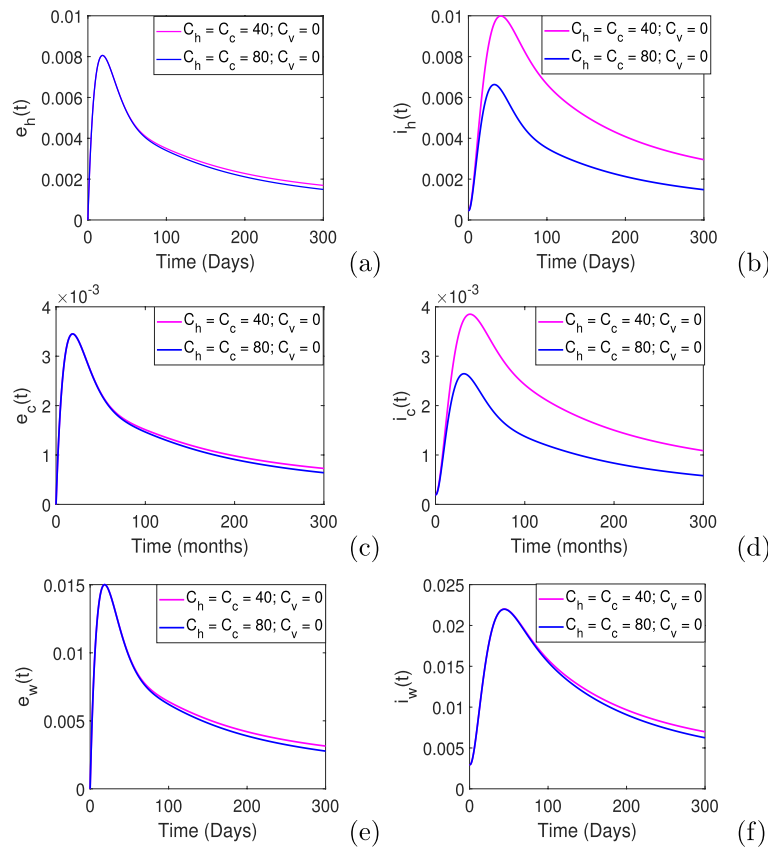 0.01
0.008
0.006
0.004
0.002
0
e_h(t)
C_h = C_c = 40; C_v = 0
C_h = C_c = 80; C_v = 0
0 100 200 300
Time (Days)
(a)
0.01
0.008
0.006
0.004
0.002
0
i_h(t)
C_h = C_c = 40; C_v = 0
C_h = C_c = 80; C_v = 0
0 100 200 300
Time (Days)
(b)
×10^-3
4
3
2
1
0
e_c(t)
C_h = C_c = 40; C_v = 0
C_h = C_c = 80; C_v = 0
0 100 200 300
Time (months)
(c)
×10^-3
4
3
2
1
0
i_c(t)
C_h = C_c = 40; C_v = 0
C_h = C_c = 80; C_v = 0
0 100 200 300
Time (months)
(d)
0.015
0.01
0.005
0
e_w(t)
C_h = C_c = 40; C_v = 0
C_h = C_c = 80; C_v = 0
0 100 200 300
Time (Days)
(e)
0.025
0.02
0.015
0.01
0.005
0
i_w(t)
C_h = C_c = 40; C_v = 0
C_h = C_c = 80; C_v = 0
0 100 200 300
Time (Days)
(f)